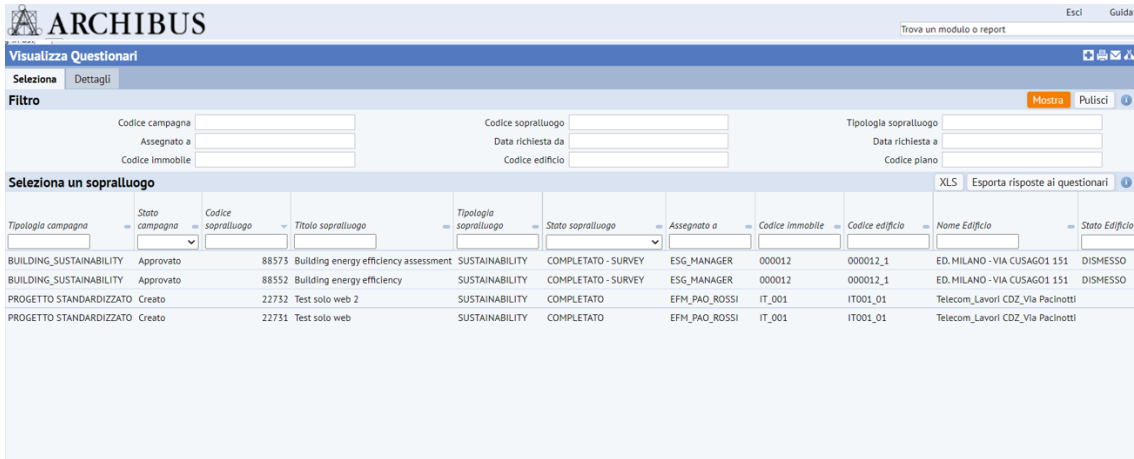 ARCHIBUS
Esci Guida
Trova un modulo o report
Visualizza Questionari
Seleziona Dettagli
Filtro Mostra Pulisci
Codice campagna Codice sopralluogo Tipologia sopralluogo
Assegnato a Data richiesta da Data richiesta a
Codice immobile Codice edificio Codice piano
Seleziona un sopralluogo XLS Esporta risposte ai questionari
Tipologia campagna Stato campagna Codice sopralluogo Titolo sopralluogo Tipologia sopralluogo Stato sopralluogo Assegnato a Codice immobile Codice edificio Nome Edificio Stato Edificio
BUILDING_SUSTAINABILITY Approvato 88573 Building energy efficiency assessment SUSTAINABILITY COMPLETATO - SURVEY ESG_MANAGER 000012 000012_1 ED. MILANO - VIA CUSAGO1 151 DISMESSO
BUILDING_SUSTAINABILITY Approvato 88552 Building energy efficiency SUSTAINABILITY COMPLETATO - SURVEY ESG_MANAGER 000012 000012_1 ED. MILANO - VIA CUSAGO1 151 DISMESSO
PROGETTO STANDARDIZZATO Creato 22732 Test solo web 2 SUSTAINABILITY COMPLETATO EFM_PAO_ROSSI IT_001 IT001_01 Telecom_Lavori CDZ_Via Pacinotti
PROGETTO STANDARDIZZATO Creato 22731 Test solo web SUSTAINABILITY COMPLETATO EFM_PAO_ROSSI IT_001 IT001_01 Telecom_Lavori CDZ_Via Pacinotti